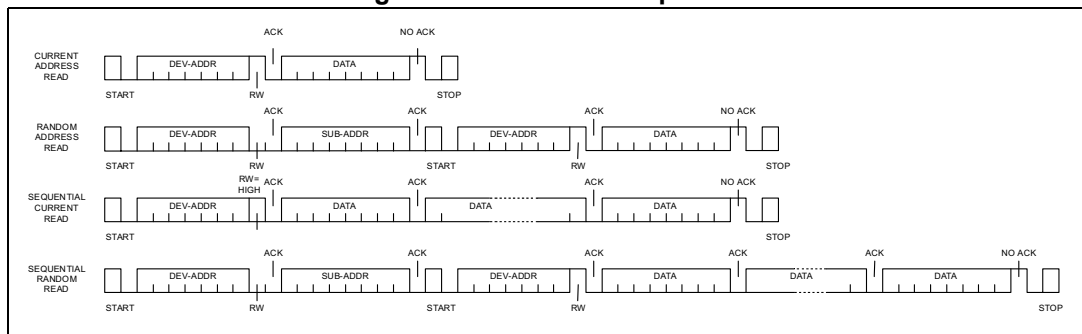 ACK NO ACK
CURRENT
ADDRESS
READ
DEV-ADDR DATA
START RW STOP
ACK ACK ACK NO ACK
RANDOM
ADDRESS
READ
DEV-ADDR SUB-ADDR DEV-ADDR DATA
START RW START RW STOP
RW=
HIGH
ACK ACK ACK NO ACK
SEQUENTIAL
CURRENT
READ
DEV-ADDR DATA DATA DATA
START STOP
ACK ACK ACK ACK ACK NO ACK
SEQUENTIAL
RANDOM
READ
DEV-ADDR SUB-ADDR DEV-ADDR DATA DATA DATA
START RW START RW STOP